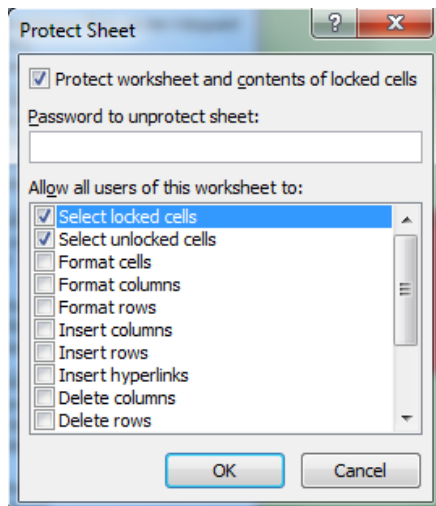 Protect Sheet
Protect worksheet and contents of locked cells
Password to unprotect sheet:
Allow all users of this worksheet to:
Select locked cells
Select unlocked cells
Format cells
Format columns
Format rows
Insert columns
Insert rows
Insert hyperlinks
Delete columns
Delete rows
OK Cancel